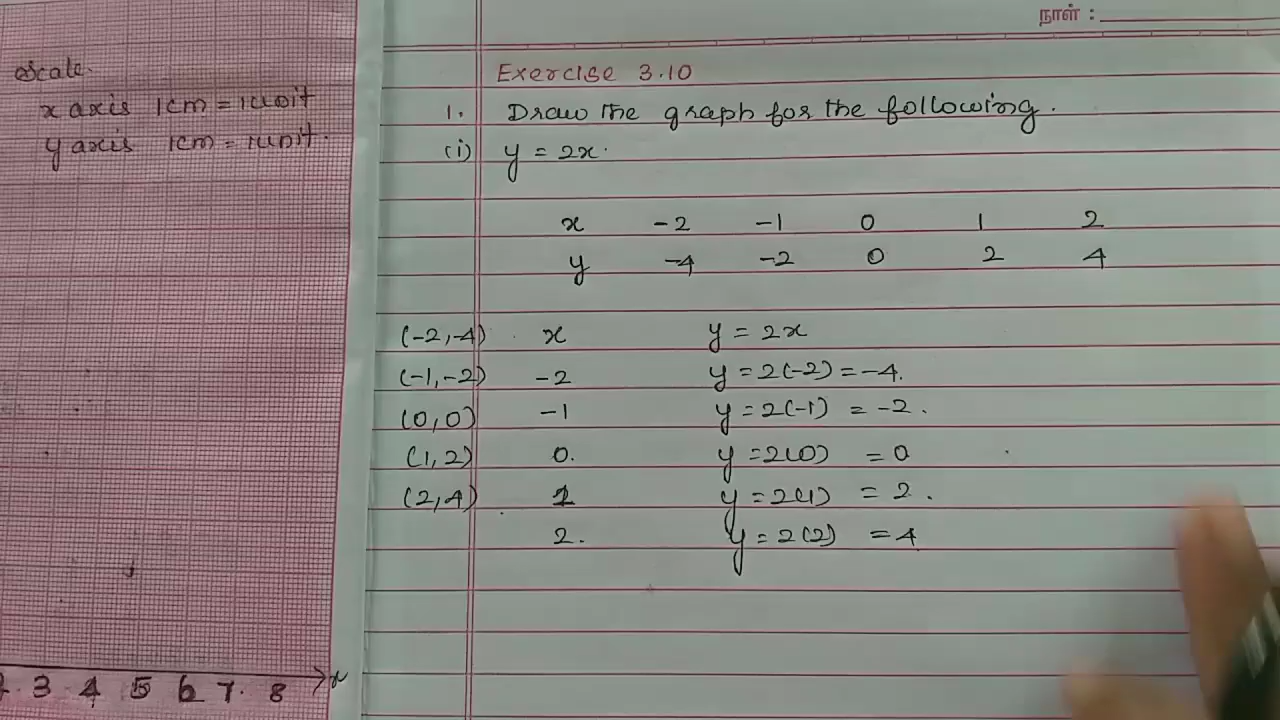 நாள் :
Scale.
x axis 1cm = 1unit
y axis 1cm = 1unit.
Exercise 3.10
1. Draw the graph for the following.
(i) y = 2x.
x -2 -1 0 1 2
y -4 -2 0 2 4
(-2,-4) x y = 2x
(-1,-2) -2 y = 2(-2) = -4.
(0,0) -1 y = 2(-1) = -2.
(1,2) 0. y = 2(0) = 0
(2,4) 1 y = 2(1) = 2.
2. y = 2(2) = 4
3 4 5 6 7. 8 x